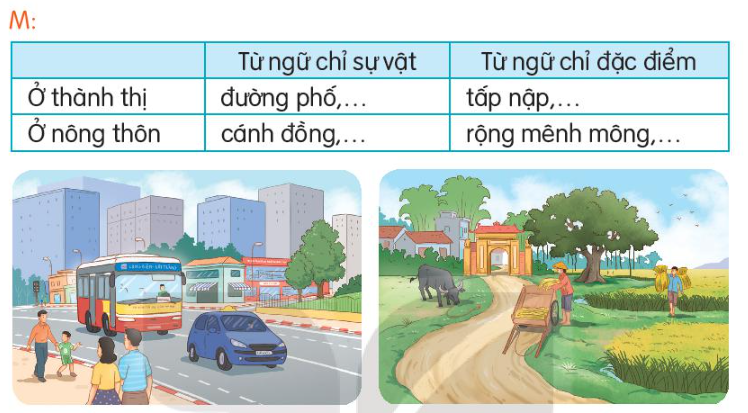 M:
Từ ngữ chỉ sự vật Từ ngữ chỉ đặc điểm
Ở thành thị đường phố,... tấp nập,...
Ở nông thôn cánh đồng,... rộng mênh mông,...